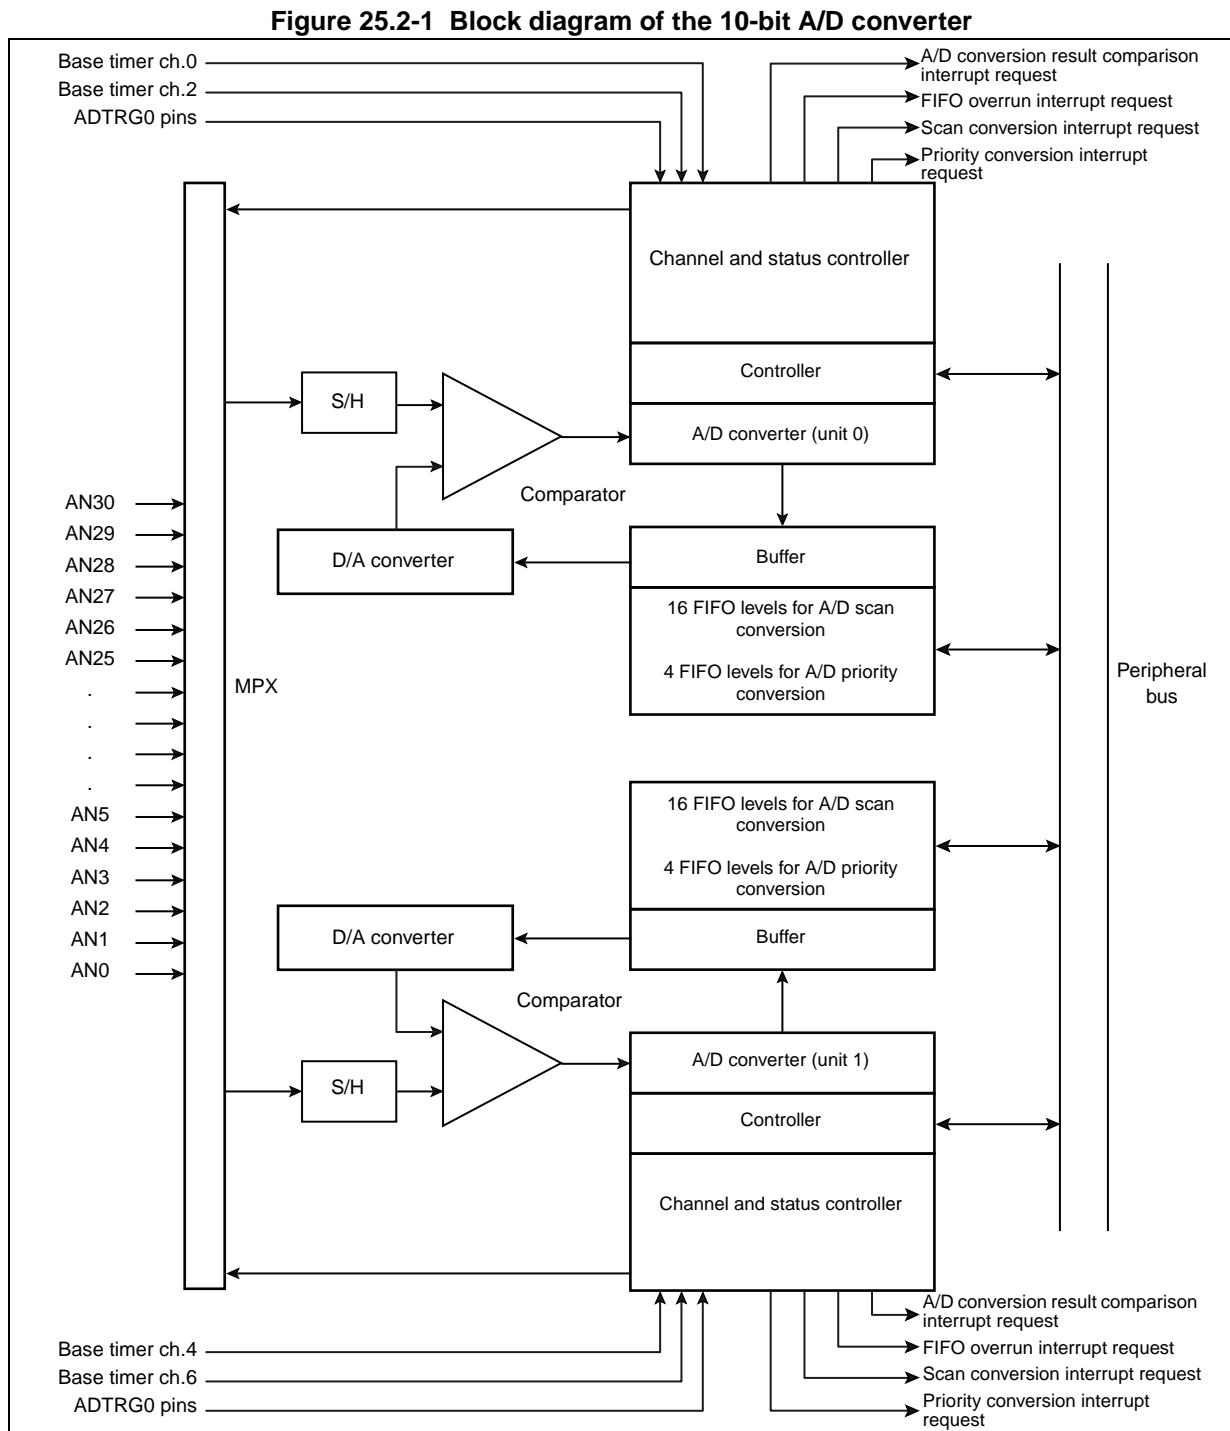 Figure 25.2-1 Block diagram of the 10-bit A/D converter
Base timer ch.0
Base timer ch.2
ADTRG0 pins
A/D conversion result comparison
interrupt request
FIFO overrun interrupt request
Scan conversion interrupt request
Priority conversion interrupt
request
Channel and status controller
Controller
A/D converter (unit 0)
S/H
Comparator
D/A converter
Buffer
16 FIFO levels for A/D scan
conversion
4 FIFO levels for A/D priority
conversion
AN30
AN29
AN28
AN27
AN26
AN25
.
.
.
.
AN5
AN4
AN3
AN2
AN1
AN0
MPX
Peripheral
bus
16 FIFO levels for A/D scan
conversion
4 FIFO levels for A/D priority
conversion
Buffer
D/A converter
Comparator
S/H
A/D converter (unit 1)
Controller
Channel and status controller
Base timer ch.4
Base timer ch.6
ADTRG0 pins
A/D conversion result comparison
interrupt request
FIFO overrun interrupt request
Scan conversion interrupt request
Priority conversion interrupt
request